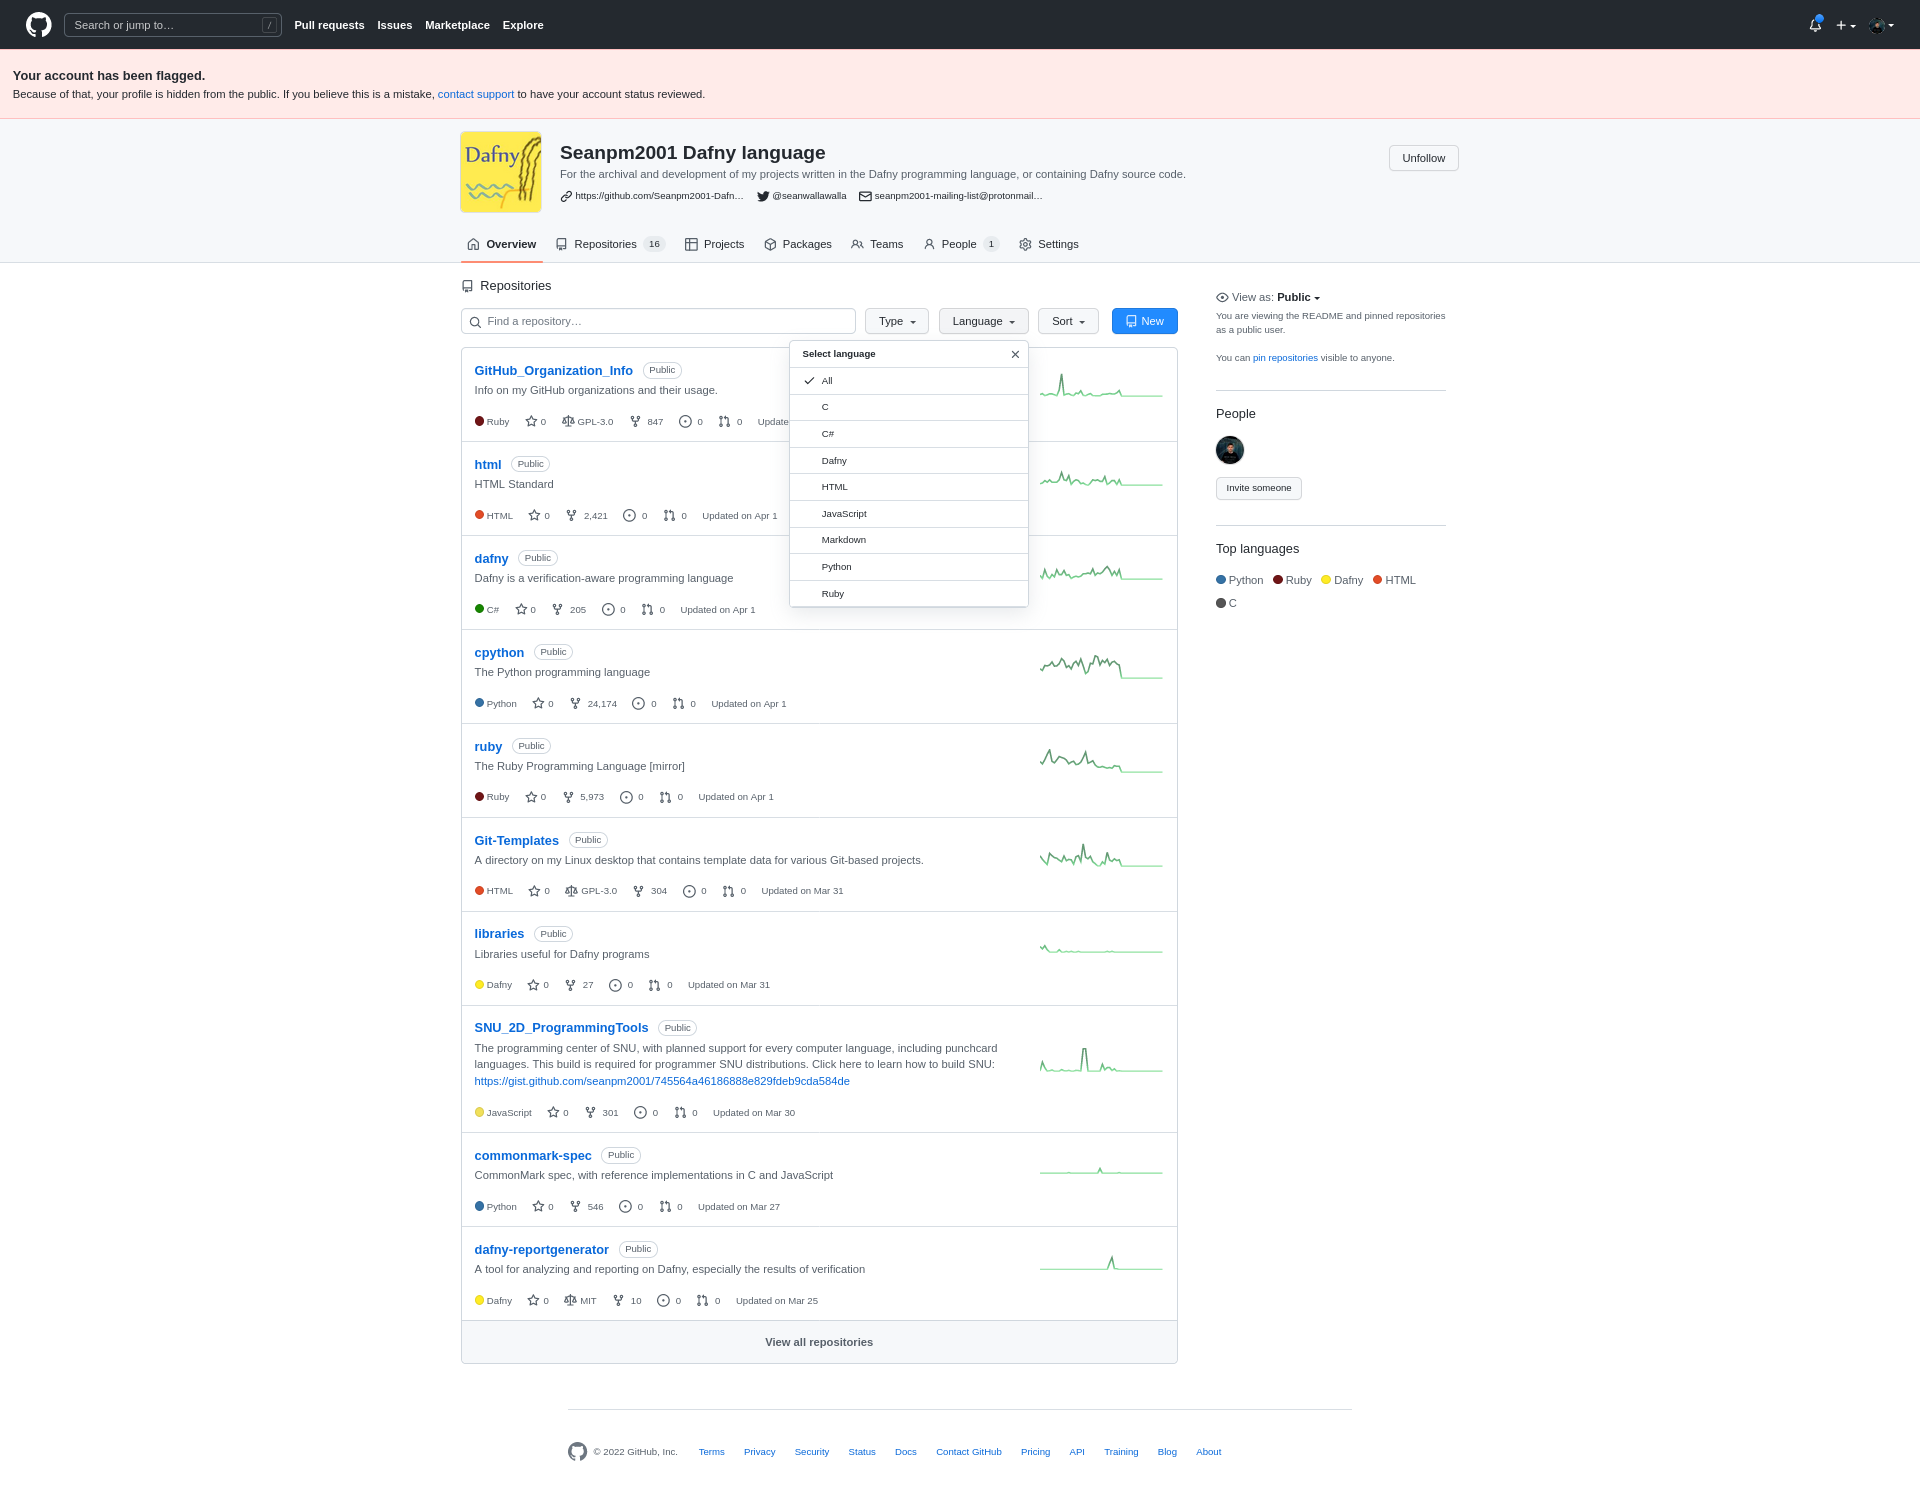 Search or jump to… /
Pull requests Issues Marketplace Explore
Your account has been flagged.
Because of that, your profile is hidden from the public. If you believe this is a mistake, contact support to have your account status reviewed.
Dafny
Seanpm2001 Dafny language
For the archival and development of my projects written in the Dafny programming language, or containing Dafny source code.
https://github.com/Seanpm2001-Dafn… @seanwallawalla seanpm2001-mailing-list@protonmail…
Unfollow
Overview Repositories 16 Projects Packages Teams People 1 Settings
Repositories
Find a repository… Type Language Sort New
Select language
All
C
C#
Dafny
HTML
JavaScript
Markdown
Python
Ruby
GitHub_Organization_Info Public
Info on my GitHub organizations and their usage.
Ruby 0 GPL-3.0 847 0 0 Update
html Public
HTML Standard
HTML 0 2,421 0 0 Updated on Apr 1
dafny Public
Dafny is a verification-aware programming language
C# 0 205 0 0 Updated on Apr 1
cpython Public
The Python programming language
Python 0 24,174 0 0 Updated on Apr 1
ruby Public
The Ruby Programming Language [mirror]
Ruby 0 5,973 0 0 Updated on Apr 1
Git-Templates Public
A directory on my Linux desktop that contains template data for various Git-based projects.
HTML 0 GPL-3.0 304 0 0 Updated on Mar 31
libraries Public
Libraries useful for Dafny programs
Dafny 0 27 0 0 Updated on Mar 31
SNU_2D_ProgrammingTools Public
The programming center of SNU, with planned support for every computer language, including punchcard
languages. This build is required for programmer SNU distributions. Click here to learn how to build SNU:
https://gist.github.com/seanpm2001/745564a46186888e829fdeb9cda584de
JavaScript 0 301 0 0 Updated on Mar 30
commonmark-spec Public
CommonMark spec, with reference implementations in C and JavaScript
Python 0 546 0 0 Updated on Mar 27
dafny-reportgenerator Public
A tool for analyzing and reporting on Dafny, especially the results of verification
Dafny 0 MIT 10 0 0 Updated on Mar 25
View all repositories
View as: Public
You are viewing the README and pinned repositories
as a public user.
You can pin repositories visible to anyone.
People
Invite someone
Top languages
Python Ruby Dafny HTML
C
© 2022 GitHub, Inc. Terms Privacy Security Status Docs Contact GitHub Pricing API Training Blog About